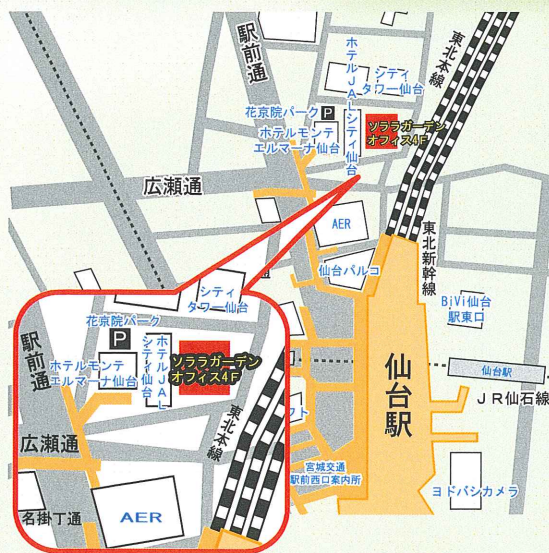 駅前通
東北本線
ホテルJALシティ仙台
シティ
タワー仙台
花京院パーク
P
ホテルモンテ
エルマーナ仙台
ソララガーデン
オフィス4F
広瀬通
AER
仙台パルコ
東北新幹線
BiVi仙台
駅東口
仙台駅
仙台駅
JR仙石線
宮城交通
駅前西口案内所
ヨドバシカメラ
シティ
タワー仙台
花京院パーク
P
駅前通
ホテルモンテ
エルマーナ仙台
ホテルJAL
シティ仙台
ソララガーデン
オフィス4F
東北本線
広瀬通
名掛丁通
AER